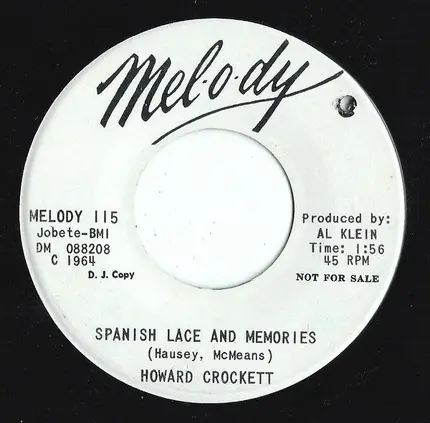 Mel-o-dy
MELODY 115
Jobete-BMI
DM 088208
C 1964
D. J. Copy
Produced by:
AL KLEIN
Time: 1:56
45 RPM
NOT FOR SALE
SPANISH LACE AND MEMORIES
(Hausey, McMeans)
HOWARD CROCKETT